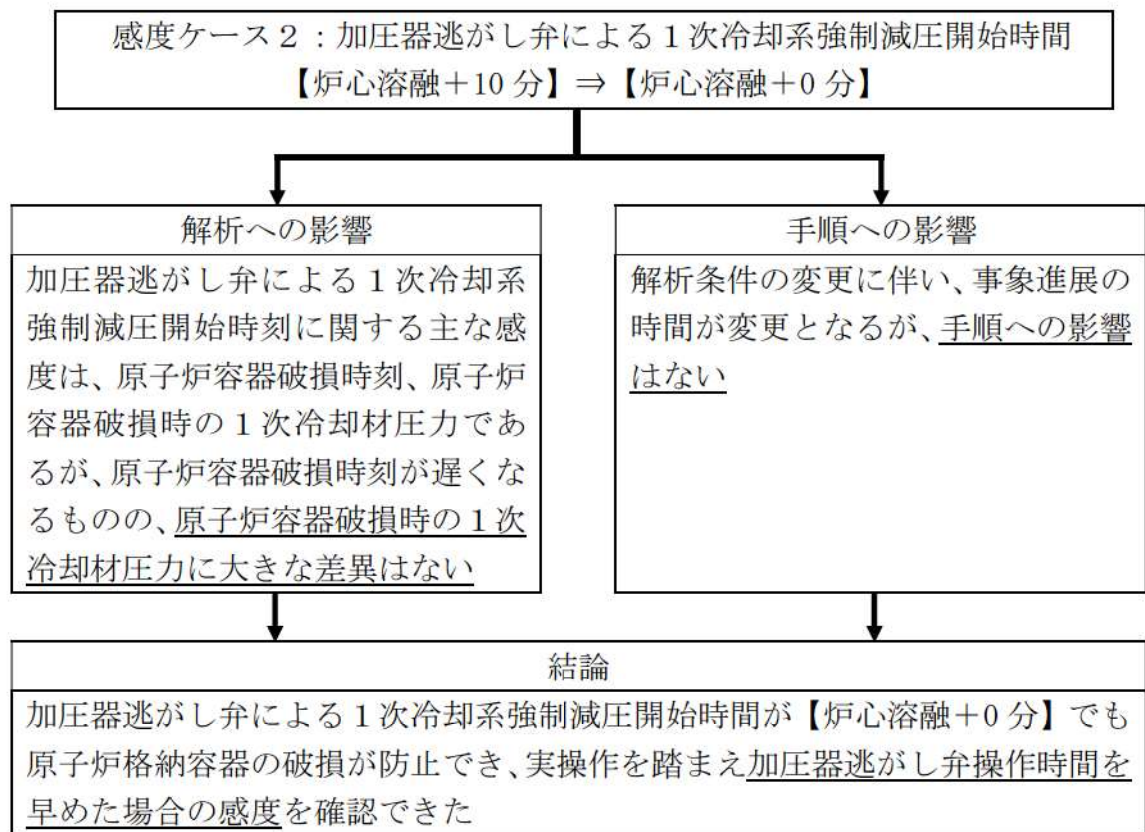 感度ケース２：加圧器逃がし弁による１次冷却系強制減圧開始時間
【炉心溶融＋10 分】⇒【炉心溶融＋0 分】
解析への影響
加圧器逃がし弁による１次冷却系
強制減圧開始時刻に関する主な感
度は、原子炉容器破損時刻、原子炉
容器破損時の１次冷却材圧力であ
るが、原子炉容器破損時刻が遅くな
るものの、原子炉容器破損時の１次
冷却材圧力に大きな差異はない
手順への影響
解析条件の変更に伴い、事象進展の
時間が変更となるが、手順への影響
はない
結論
加圧器逃がし弁による１次冷却系強制減圧開始時間が【炉心溶融＋0 分】でも
原子炉格納容器の破損が防止でき、実操作を踏まえ加圧器逃がし弁操作時間を
早めた場合の感度を確認できた